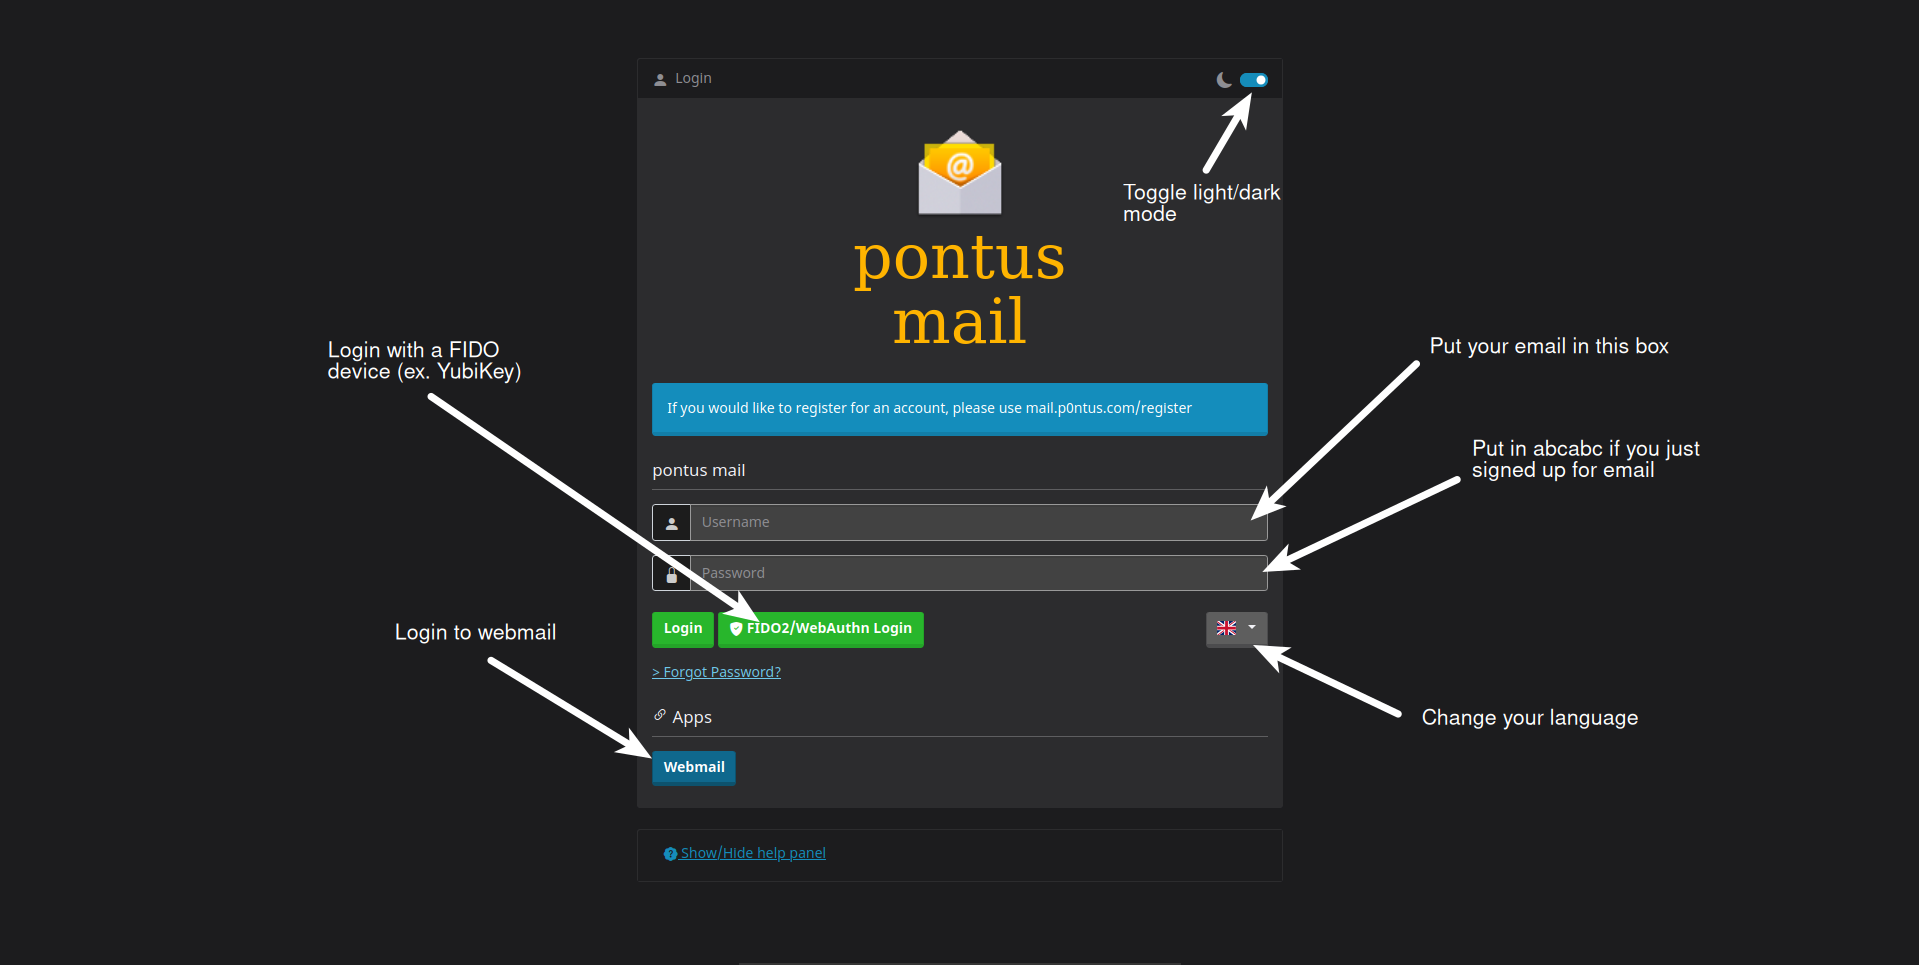 Login
Toggle light/dark
mode
@
pontus
mail
Login with a FIDO
device (ex. YubiKey)
Put your email in this box
If you would like to register for an account, please use mail.p0ntus.com/register
Put in abcabc if you just
signed up for email
pontus mail
Username
Password
Login to webmail
Login
FIDO2/WebAuthn Login
> Forgot Password?
Apps
Change your language
Webmail
? Show/Hide help panel